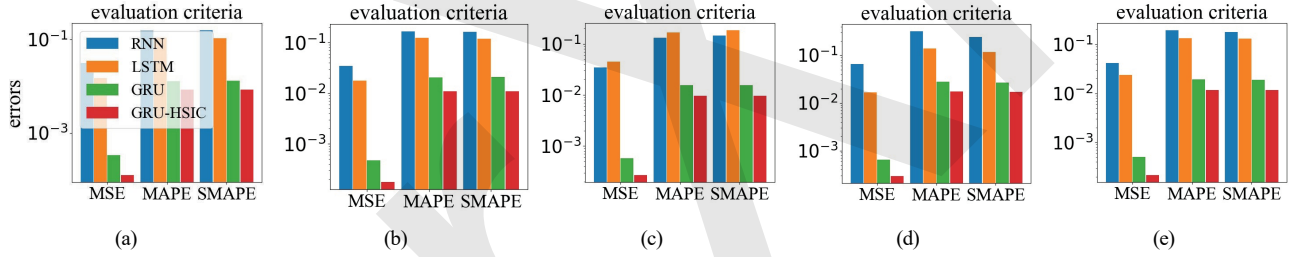 evaluation criteria
10⁻¹
10⁻³
errors
RNN
LSTM
GRU
GRU-HSIC
MSE MAPE SMAPE
(a)
evaluation criteria
10⁻¹
10⁻²
10⁻³
MSE MAPE SMAPE
(b)
evaluation criteria
10⁻¹
10⁻²
10⁻³
MSE MAPE SMAPE
(c)
evaluation criteria
10⁻¹
10⁻²
10⁻³
MSE MAPE SMAPE
(d)
evaluation criteria
10⁻¹
10⁻²
10⁻³
MSE MAPE SMAPE
(e)